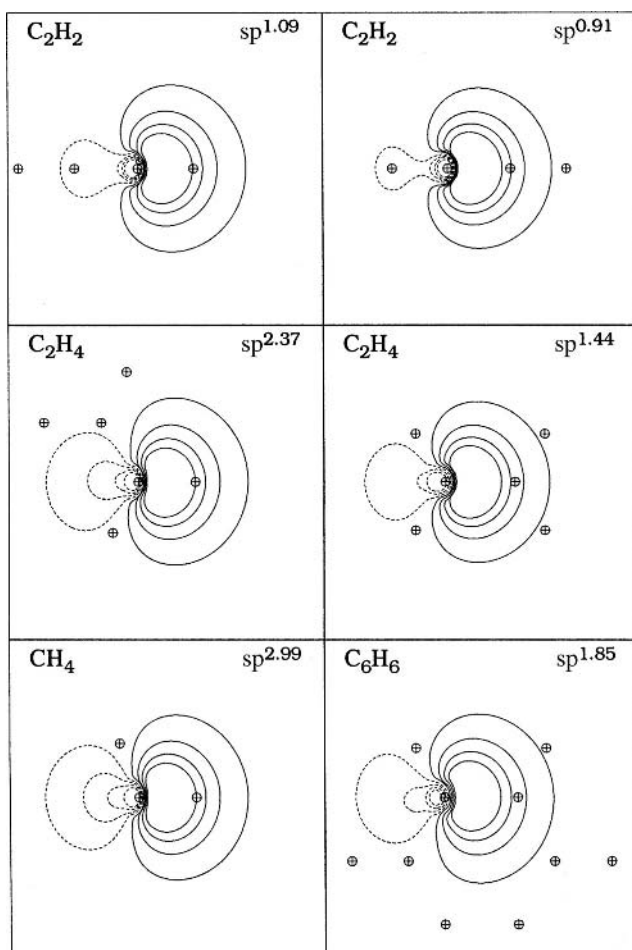 C₂H₂ sp¹·⁰⁹
C₂H₂ sp⁰·⁹¹
C₂H₄ sp²·³⁷
C₂H₄ sp¹·⁴⁴
CH₄ sp²·⁹⁹
C₆H₆ sp¹·⁸⁵